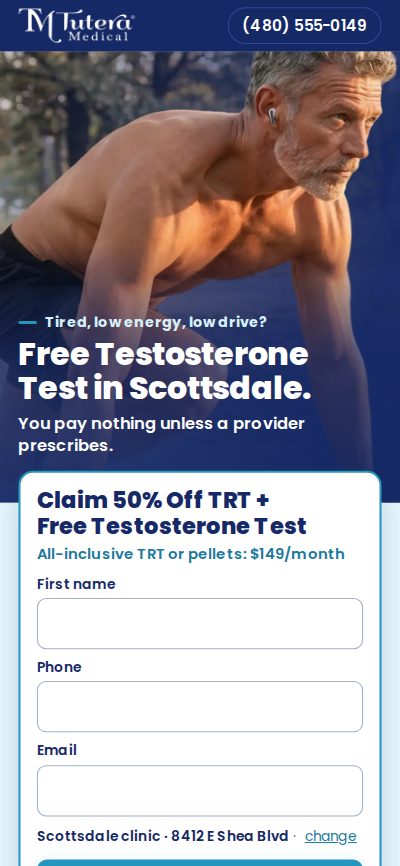 Tutera®
Medical
(480) 555-0149
Tired, low energy, low drive?
Free Testosterone
Test in Scottsdale.
You pay nothing unless a provider
prescribes.
Claim 50% Off TRT +
Free Testosterone Test
All-inclusive TRT or pellets: $149/month
First name
Phone
Email
Scottsdale clinic · 8412 E Shea Blvd · change